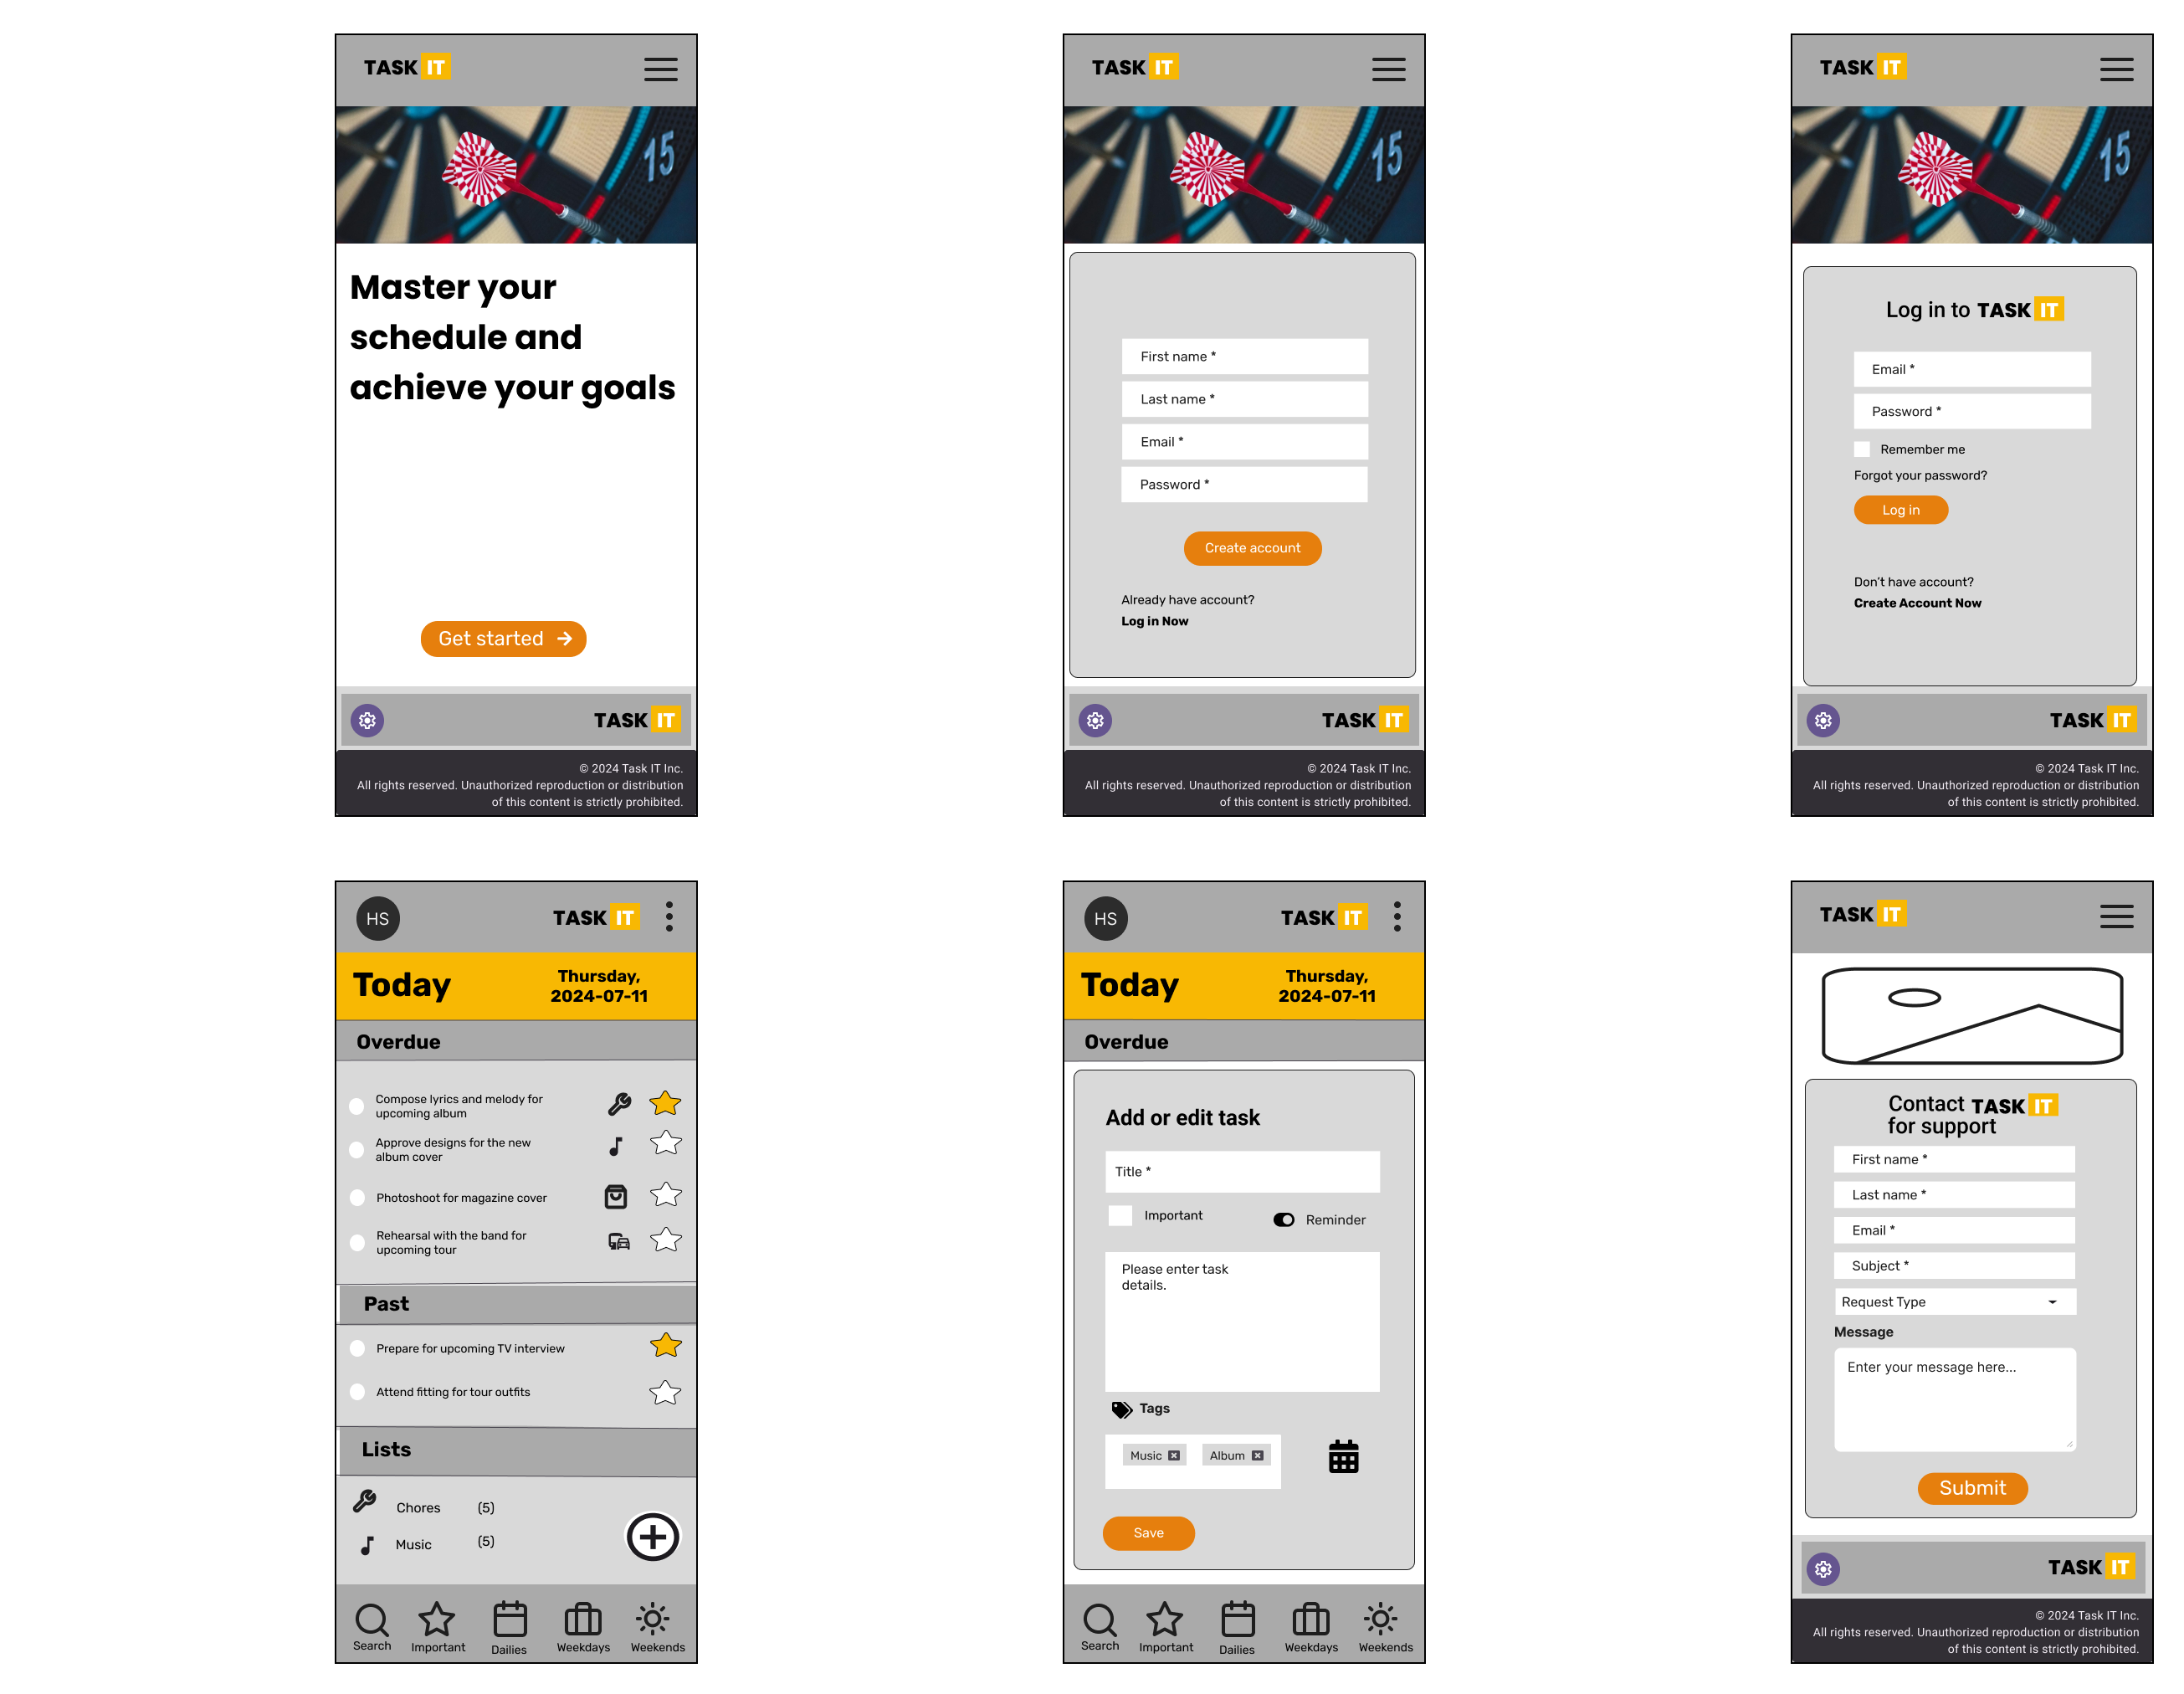 TASK IT
15
Master your
schedule and
achieve your goals
Get started
TASK IT
© 2024 Task IT Inc.
All rights reserved. Unauthorized reproduction or distribution
of this content is strictly prohibited.
TASK IT
15
First name *
Last name *
Email *
Password *
Create account
Already have account?
Log in Now
TASK IT
© 2024 Task IT Inc.
All rights reserved. Unauthorized reproduction or distribution
of this content is strictly prohibited.
TASK IT
15
Log in to TASK IT
Email *
Password *
Remember me
Forgot your password?
Log in
Don't have account?
Create Account Now
TASK IT
© 2024 Task IT Inc.
All rights reserved. Unauthorized reproduction or distribution
of this content is strictly prohibited.
HS TASK IT
Today
Thursday,
2024-07-11
Overdue
Compose lyrics and melody for
upcoming album
Approve designs for the new
album cover
Photoshoot for magazine cover
Rehearsal with the band for
upcoming tour
Past
Prepare for upcoming TV interview
Attend fitting for tour outfits
Lists
Chores (5)
Music (5)
Search Important Dailies Weekdays Weekends
HS TASK IT
Today
Thursday,
2024-07-11
Overdue
Add or edit task
Title *
Important Reminder
Please enter task
details.
Tags
Music Album
Save
Search Important Dailies Weekdays Weekends
TASK IT
Contact TASK IT
for support
First name *
Last name *
Email *
Subject *
Request Type
Message
Enter your message here...
Submit
TASK IT
© 2024 Task IT Inc.
All rights reserved. Unauthorized reproduction or distribution
of this content is strictly prohibited.